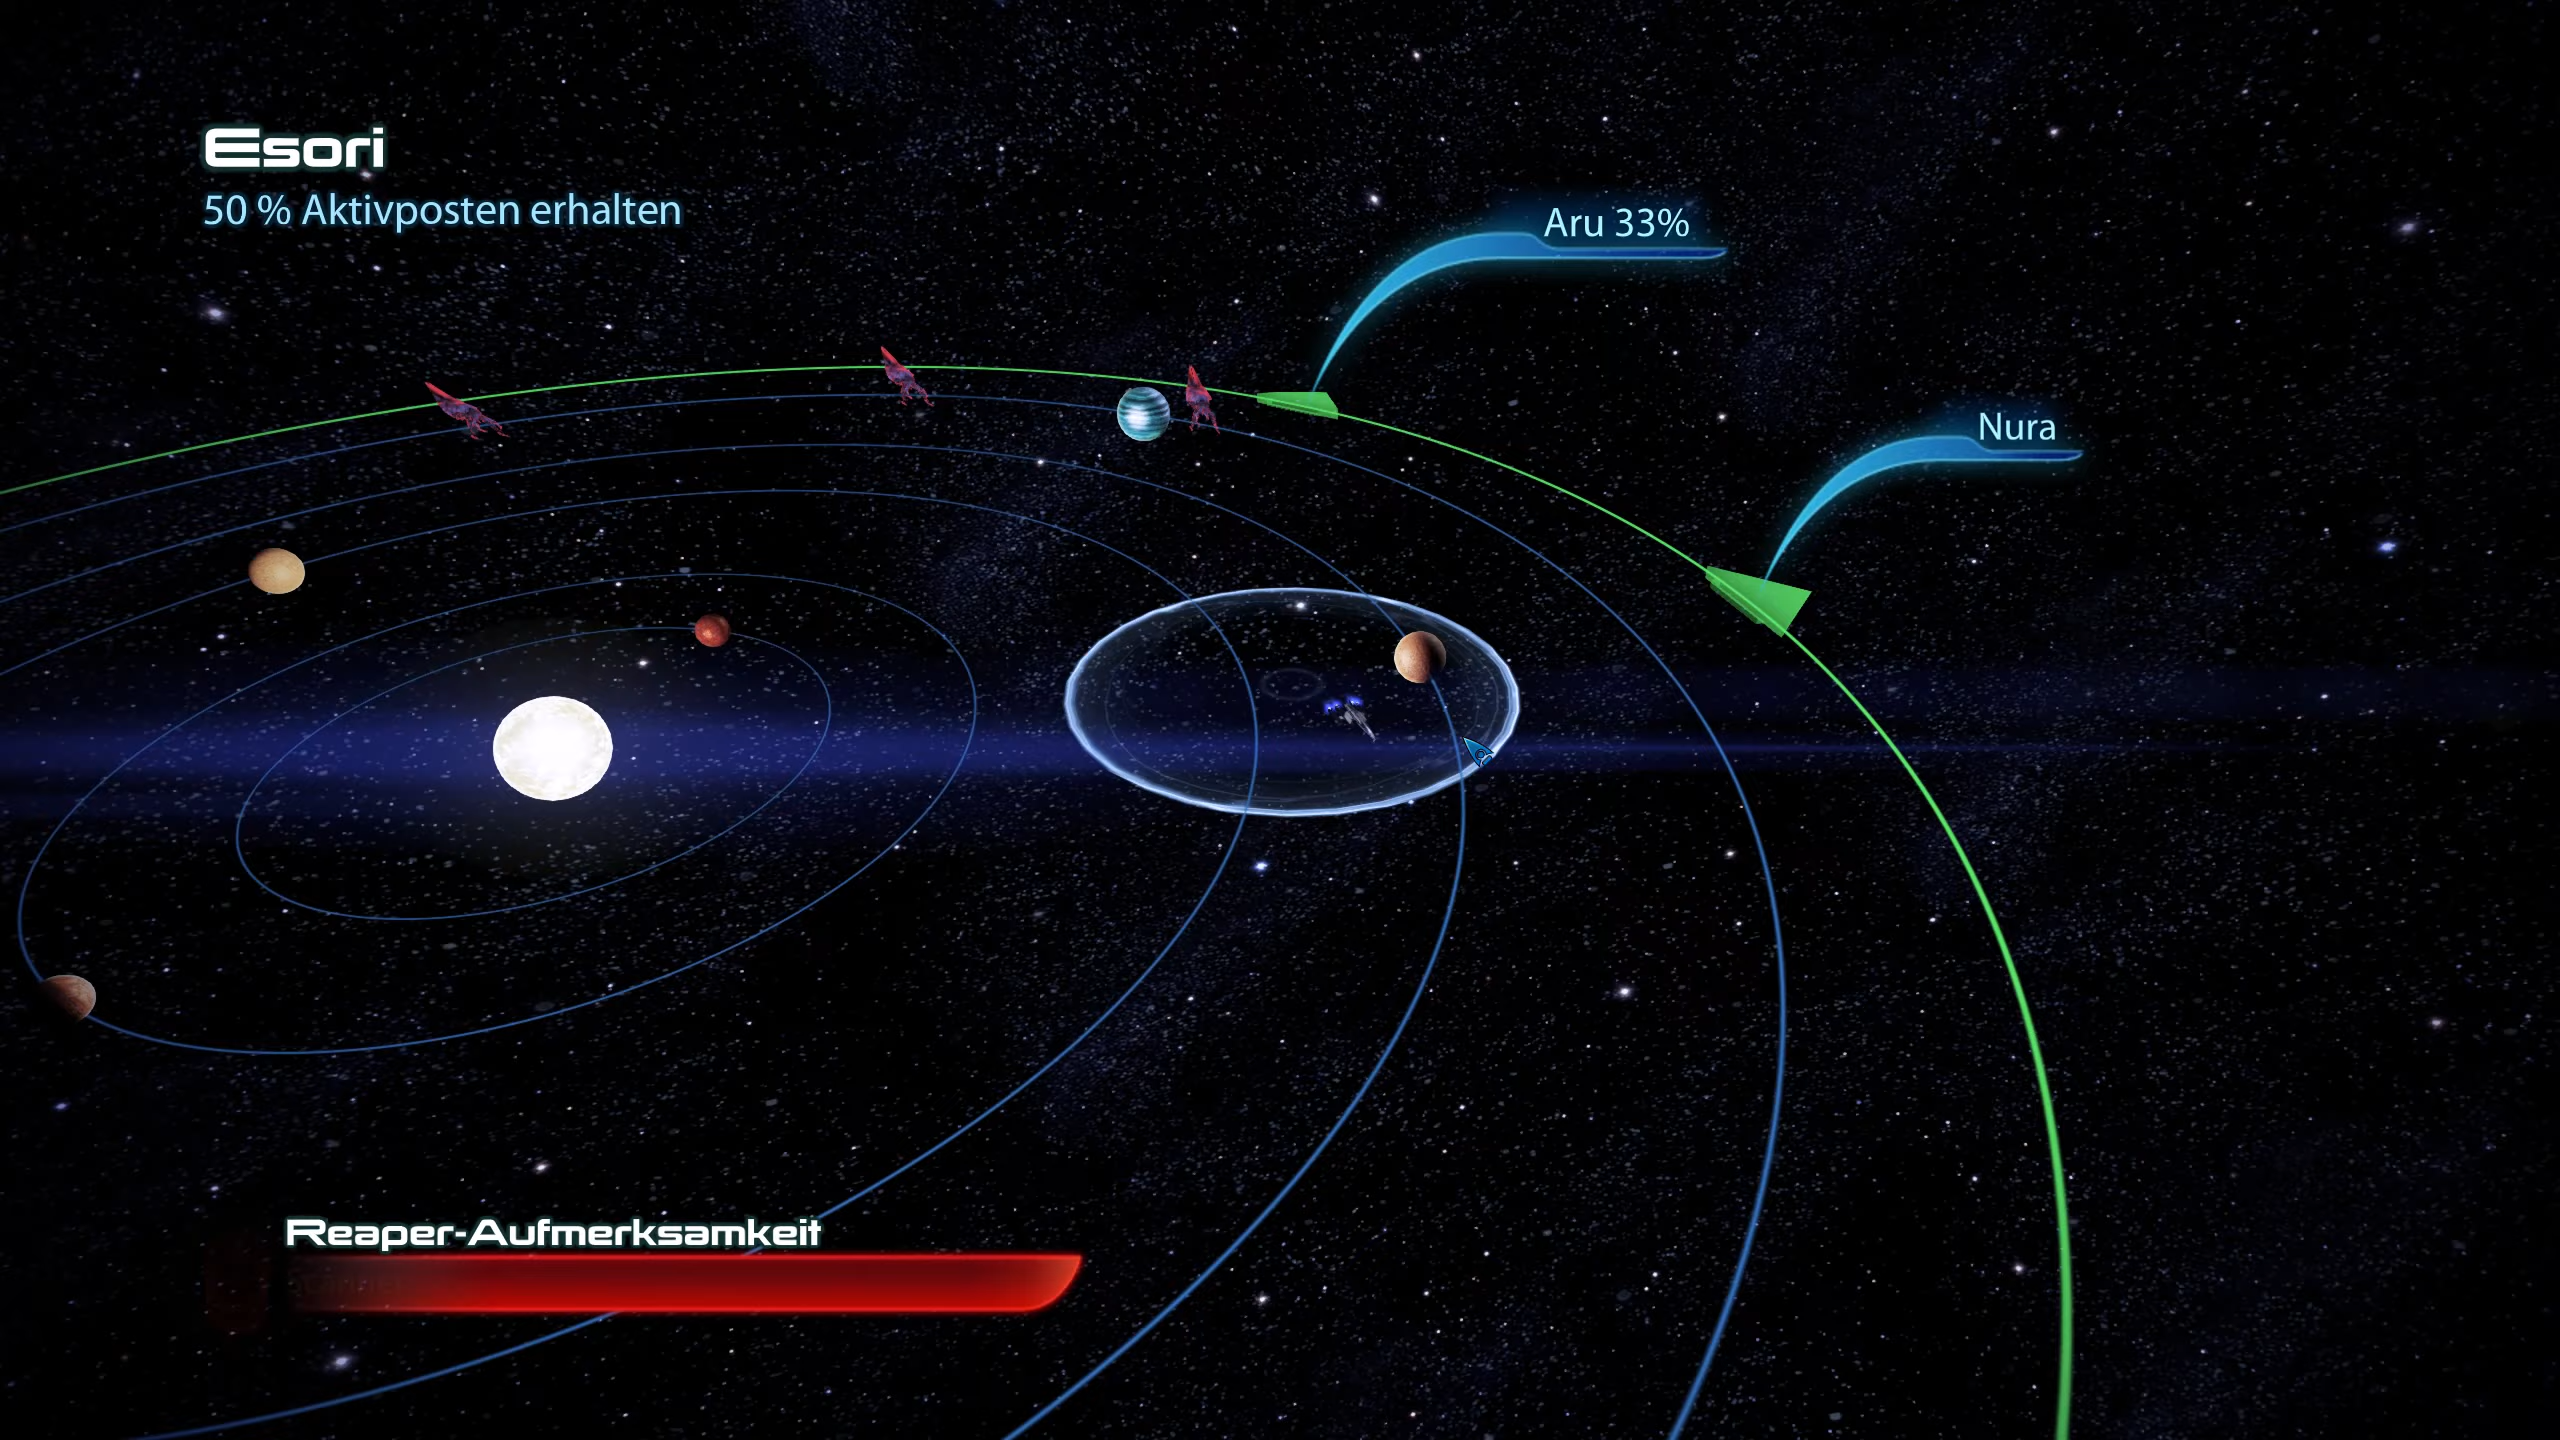 Esori
50 % Aktivposten erhalten
Aru 33%
Nura
Reaper-Aufmerksamkeit